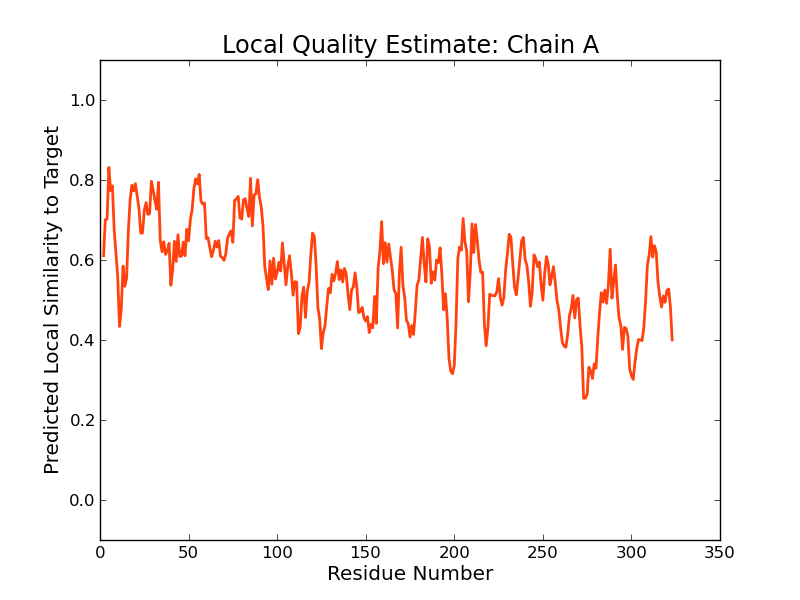 Local Quality Estimate: Chain A
Predicted Local Similarity to Target
1.0
0.8
0.6
0.4
0.2
0.0
0 50 100 150 200 250 300 350
Residue Number